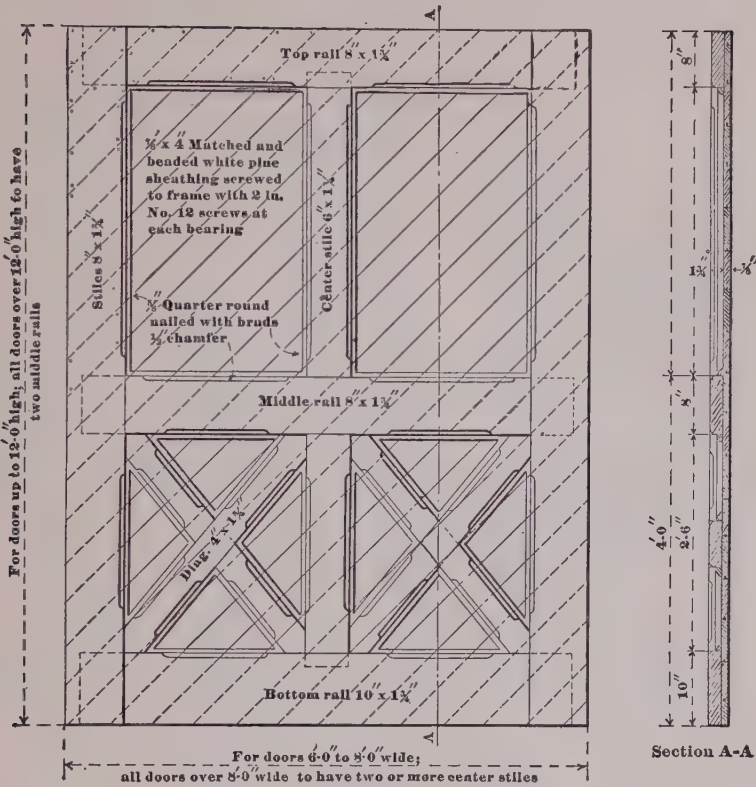 A
Top rail 8" x 1¾"
⅞" x 4" Matched and
beaded white pine
sheathing screwed
to frame with 2 in.
No. 12 screws at
each bearing
Stiles 8" x 1¾"
Center stile 6" x 1¾"
Quarter round
nailed with brads
½" chamfer
Middle rail 8" x 1¾"
Diag. 4" x 1¾"
Bottom rail 10" x 1¾"
A
For doors up to 12'-0" high; all doors over 12'-0" high to have
two middle rails
For doors 6'-0" to 8'-0" wide;
all doors over 8'-0" wide to have two or more center stiles
8"
1¾"
⅞"
8"
4'-0"
2'-6"
10"
Section A-A